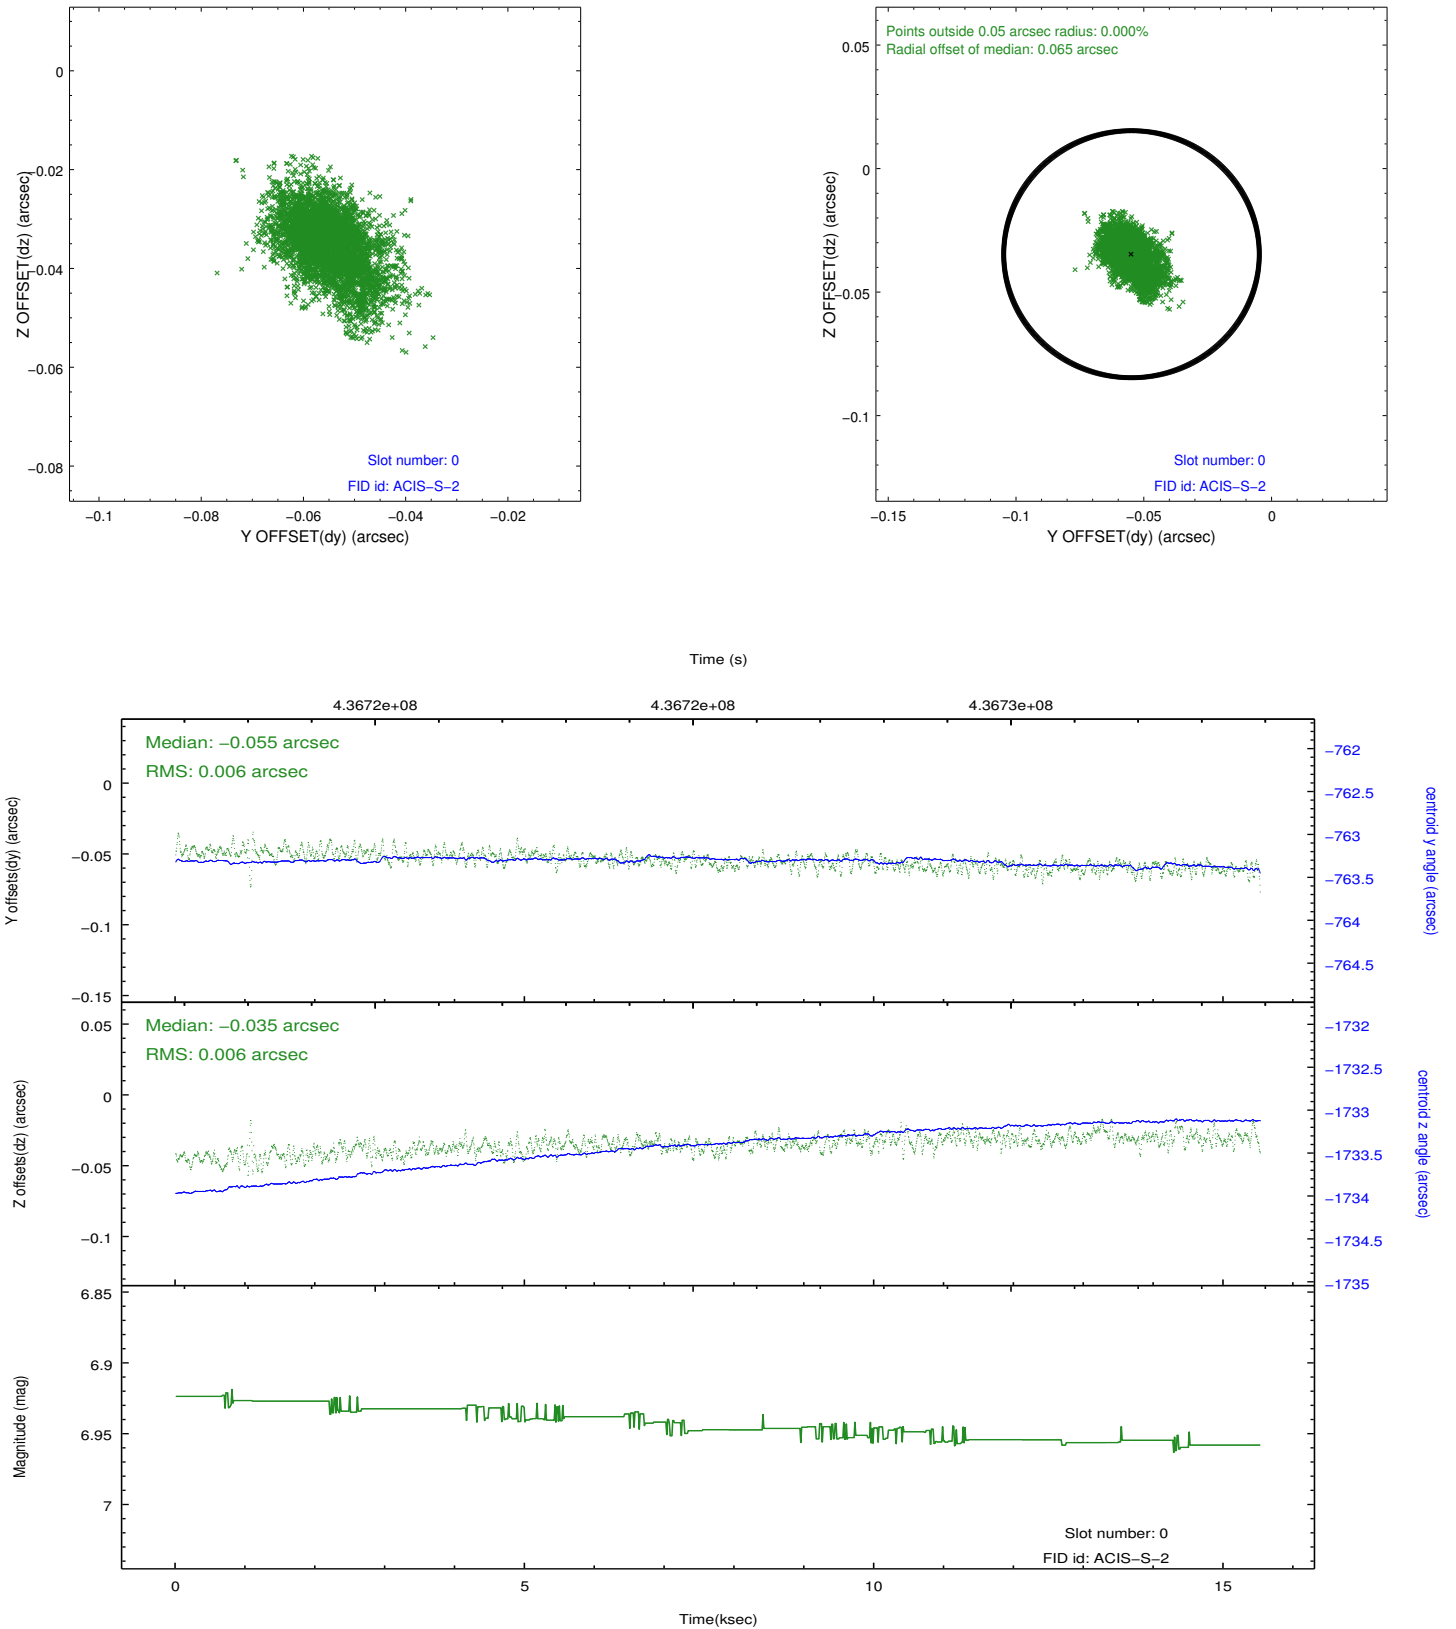 Points outside 0.05 arcsec radius: 0.000%
Radial offset of median: 0.065 arcsec
0
−0.02
−0.04
−0.06
−0.08
Z OFFSET(dz) (arcsec)
Slot number: 0
FID id: ACIS−S−2
−0.1 −0.08 −0.06 −0.04 −0.02
Y OFFSET(dy) (arcsec)
0.05
0
−0.05
−0.1
Z OFFSET(dz) (arcsec)
Slot number: 0
FID id: ACIS−S−2
−0.15 −0.1 −0.05 0
Y OFFSET(dy) (arcsec)
Time (s)
4.3672e+08 4.3672e+08 4.3673e+08
Median: −0.055 arcsec
RMS: 0.006 arcsec
0
−0.05
−0.1
−0.15
Y offsets(dy) (arcsec)
−762
−762.5
−763
−763.5
−764
−764.5
centroid y angle (arcsec)
Median: −0.035 arcsec
RMS: 0.006 arcsec
0.05
0
−0.05
−0.1
Z offsets(dz) (arcsec)
−1732
−1732.5
−1733
−1733.5
−1734
−1734.5
−1735
centroid z angle (arcsec)
6.85
6.9
6.95
7
Magnitude (mag)
Slot number: 0
FID id: ACIS−S−2
0 5 10 15
Time(ksec)